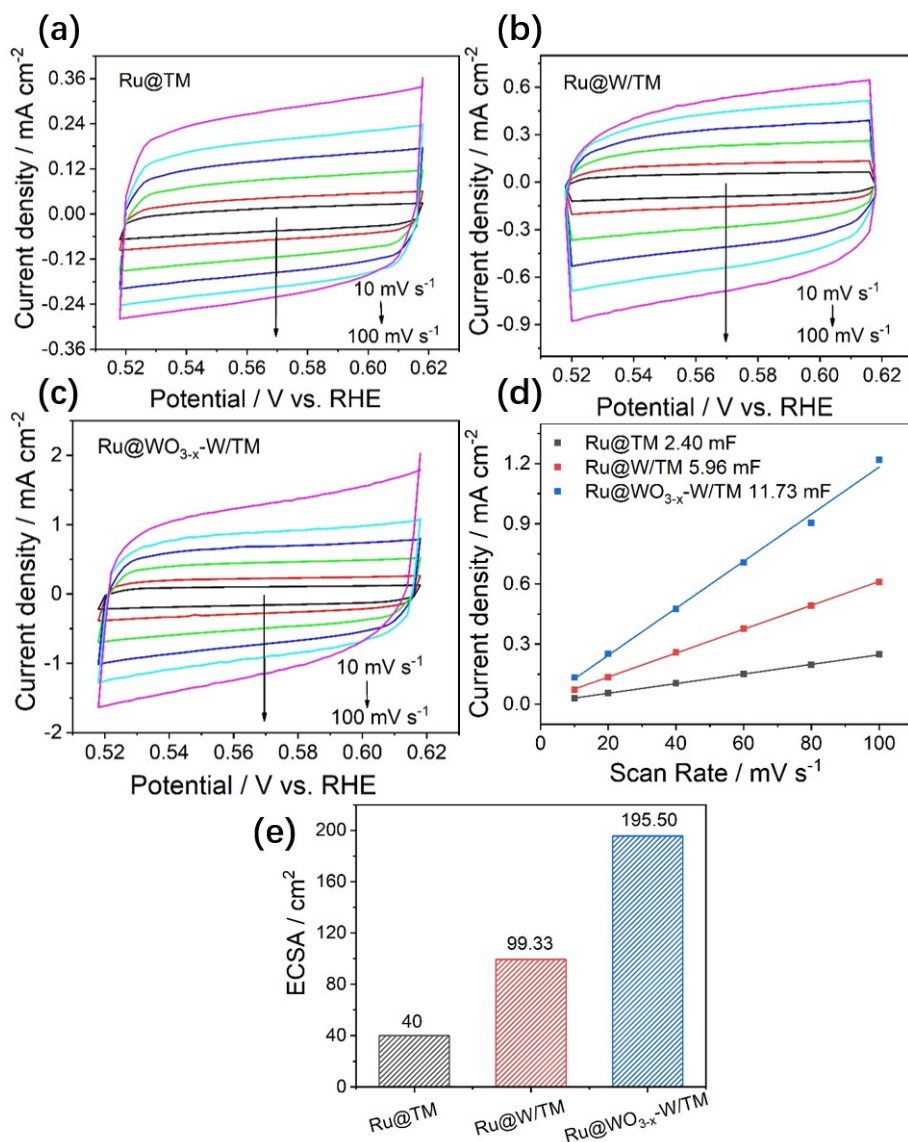 (a)
Ru@TM
0.36
0.24
0.12
0.00
-0.12
-0.24
-0.36
10 mV s⁻¹
100 mV s⁻¹
0.52 0.54 0.56 0.58 0.60 0.62
Potential / V vs. RHE
Current density / mA cm⁻²
(b)
Ru@W/TM
0.6
0.3
0.0
-0.3
-0.6
-0.9
10 mV s⁻¹
100 mV s⁻¹
0.52 0.54 0.56 0.58 0.60 0.62
Potential / V vs. RHE
Current density / mA cm⁻²
(c)
Ru@WO₃₋ₓ-W/TM
2
1
0
-1
-2
10 mV s⁻¹
100 mV s⁻¹
0.52 0.54 0.56 0.58 0.60 0.62
Potential / V vs. RHE
Current density / mA cm⁻²
(d)
Ru@TM 2.40 mF
Ru@W/TM 5.96 mF
Ru@WO₃₋ₓ-W/TM 11.73 mF
1.2
0.9
0.6
0.3
0.0
0 20 40 60 80 100
Scan Rate / mV s⁻¹
Current density / mA cm⁻²
(e)
200
160
120
80
40
0
40
99.33
195.50
Ru@TM
Ru@W/TM
Ru@WO₃₋ₓ-W/TM
ECSA / cm²